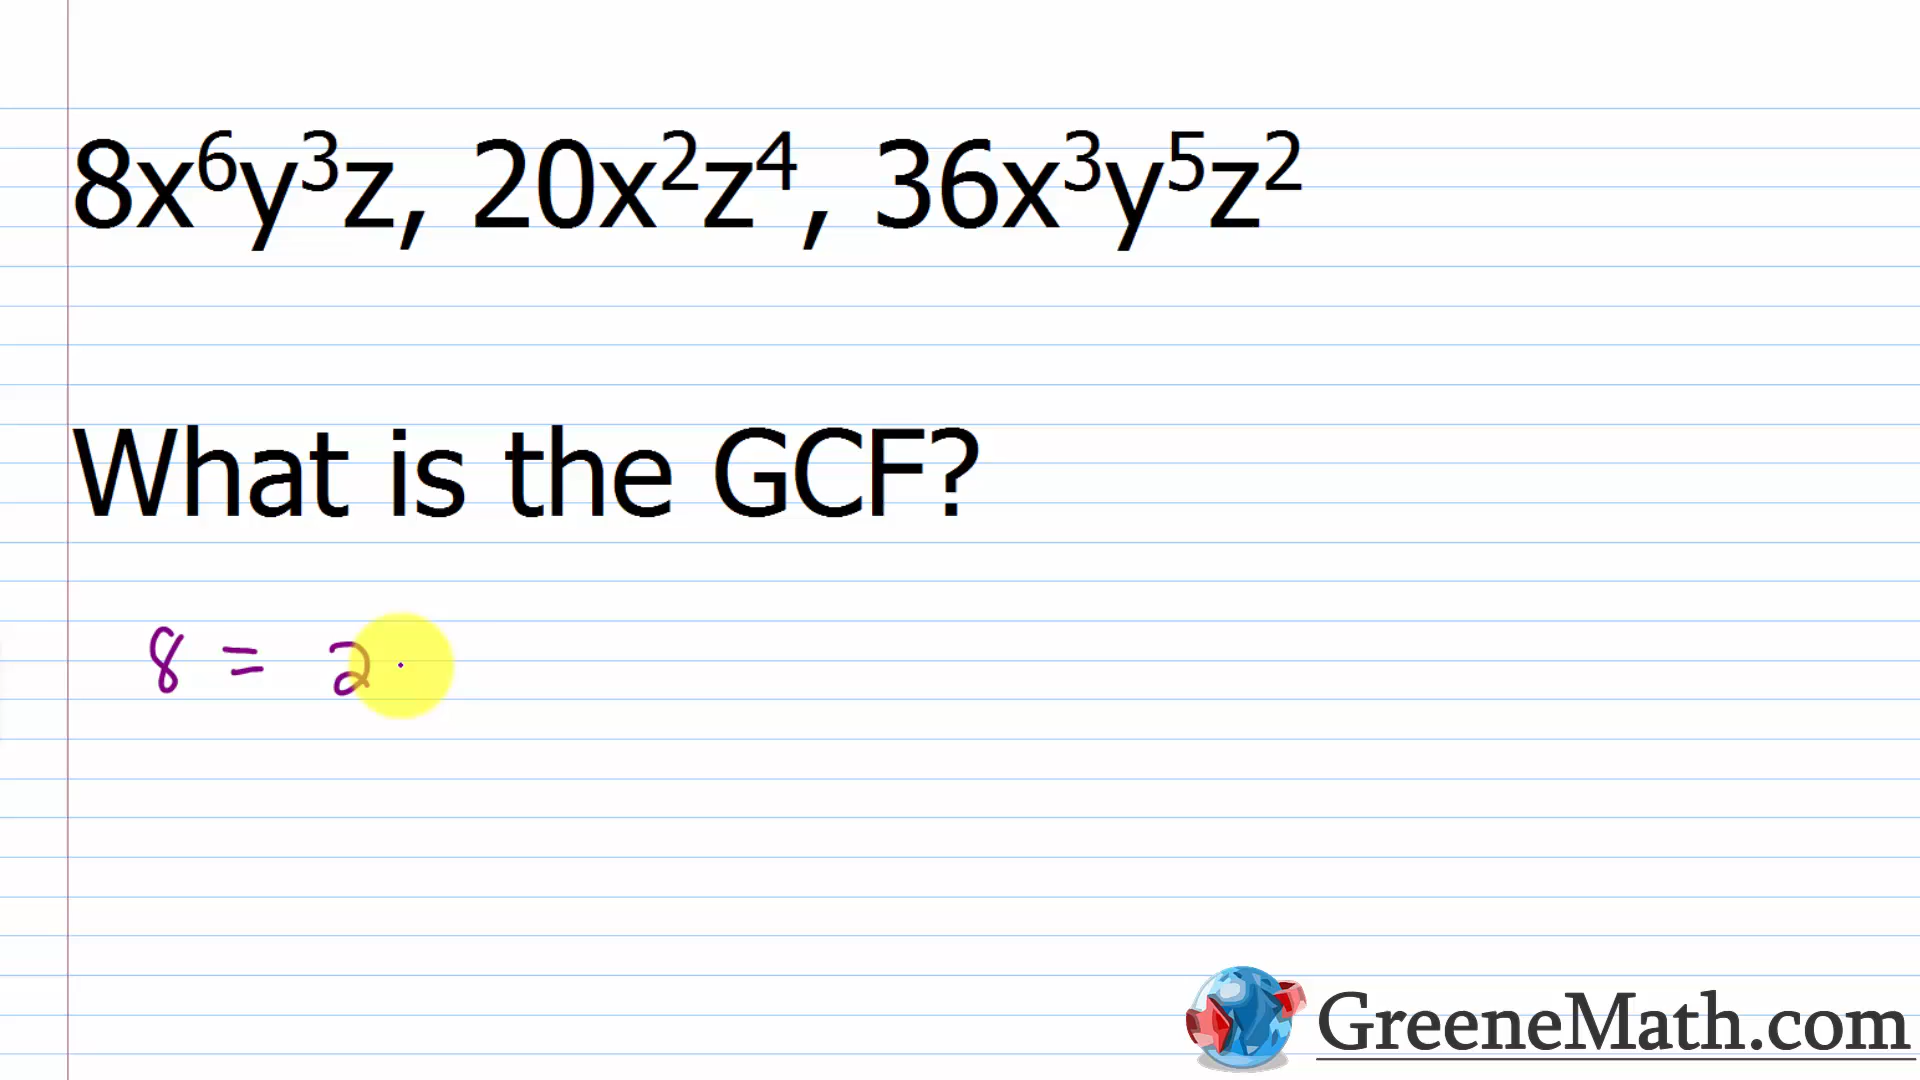 8x⁶y³z, 20x²z⁴, 36x³y⁵z²
What is the GCF?
8 = 2 ·
GreeneMath.com